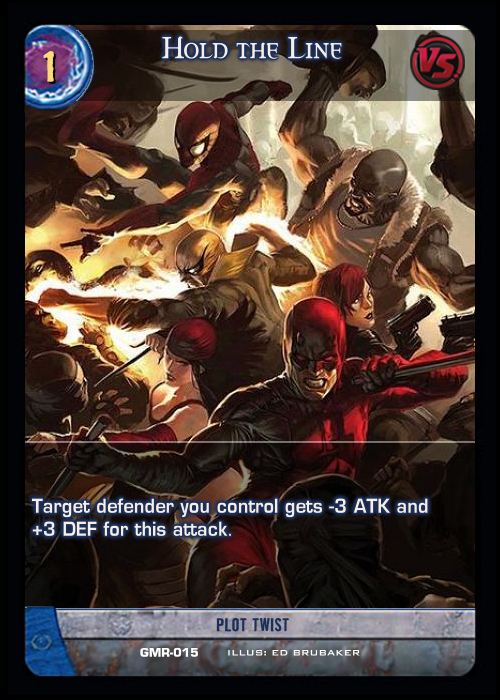 1
Hold the Line
VS.
Target defender you control gets -3 ATK and
+3 DEF for this attack.
PLOT TWIST
GMR-015 ILLUS: ED BRUBAKER